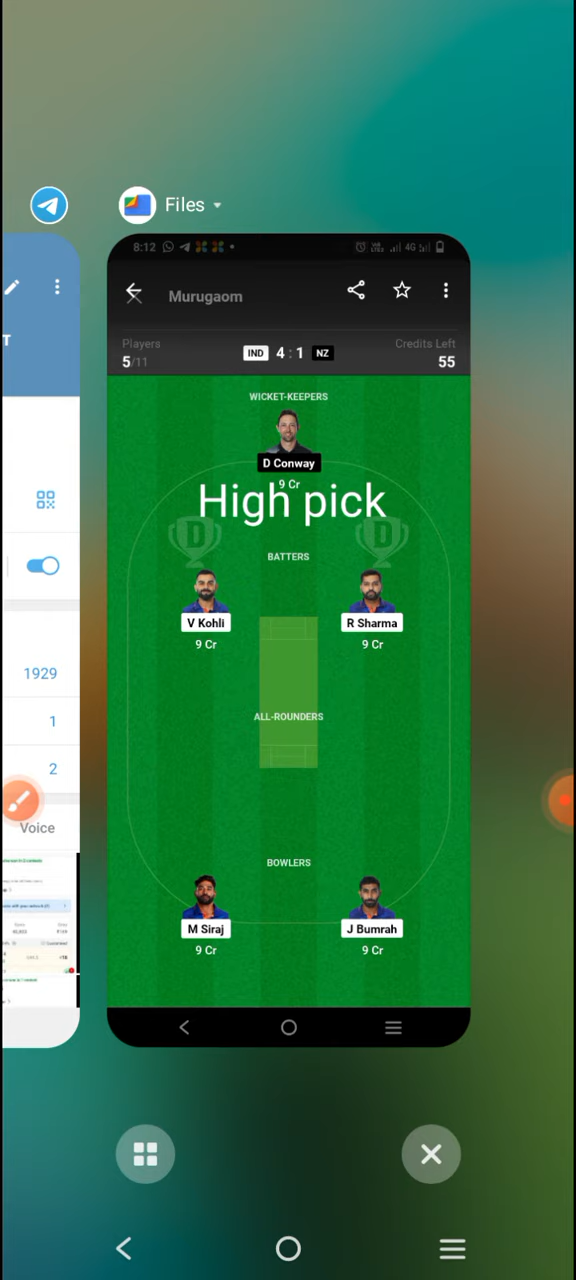 Files
8:12
4G
Murugaom
Players
Credits Left
5/11
IND 4 : 1 NZ
55
WICKET-KEEPERS
D Conway
9 Cr
High pick
BATTERS
V Kohli
R Sharma
9 Cr
9 Cr
ALL-ROUNDERS
BOWLERS
M Siraj
J Bumrah
9 Cr
9 Cr
T
1929
1
2
Voice